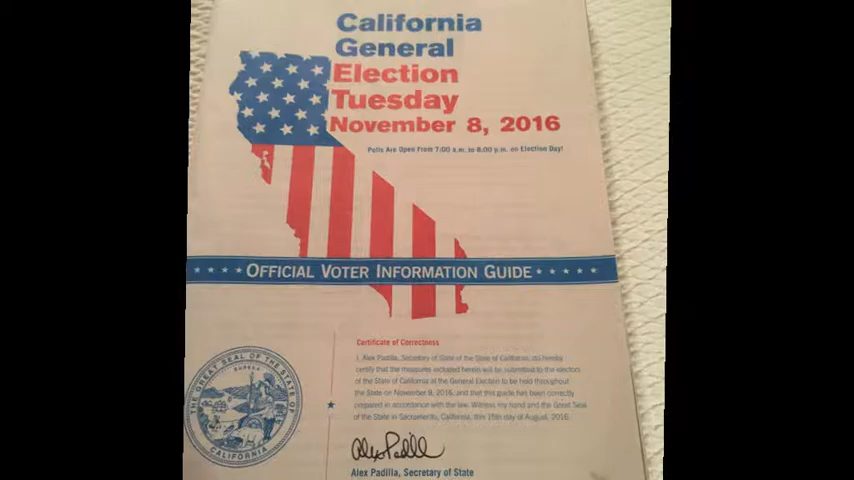 California
General
Election
Tuesday
November 8, 2016
Polls Are Open From 7:00 a.m. to 8:00 p.m. on Election Day!
OFFICIAL VOTER INFORMATION GUIDE
Certificate of Correctness
I, Alex Padilla, Secretary of State of the State of California, do hereby
certify that the measures included herein will be submitted to the electors
of the State of California at the General Election to be held throughout
the State on November 8, 2016, and that this guide has been correctly
prepared in accordance with the law. Witness my hand and the Great Seal
of the State in Sacramento, California, this 15th day of August, 2016.
Alex Padilla
Alex Padilla, Secretary of State
THE GREAT SEAL OF THE STATE OF
EUREKA
CALIFORNIA